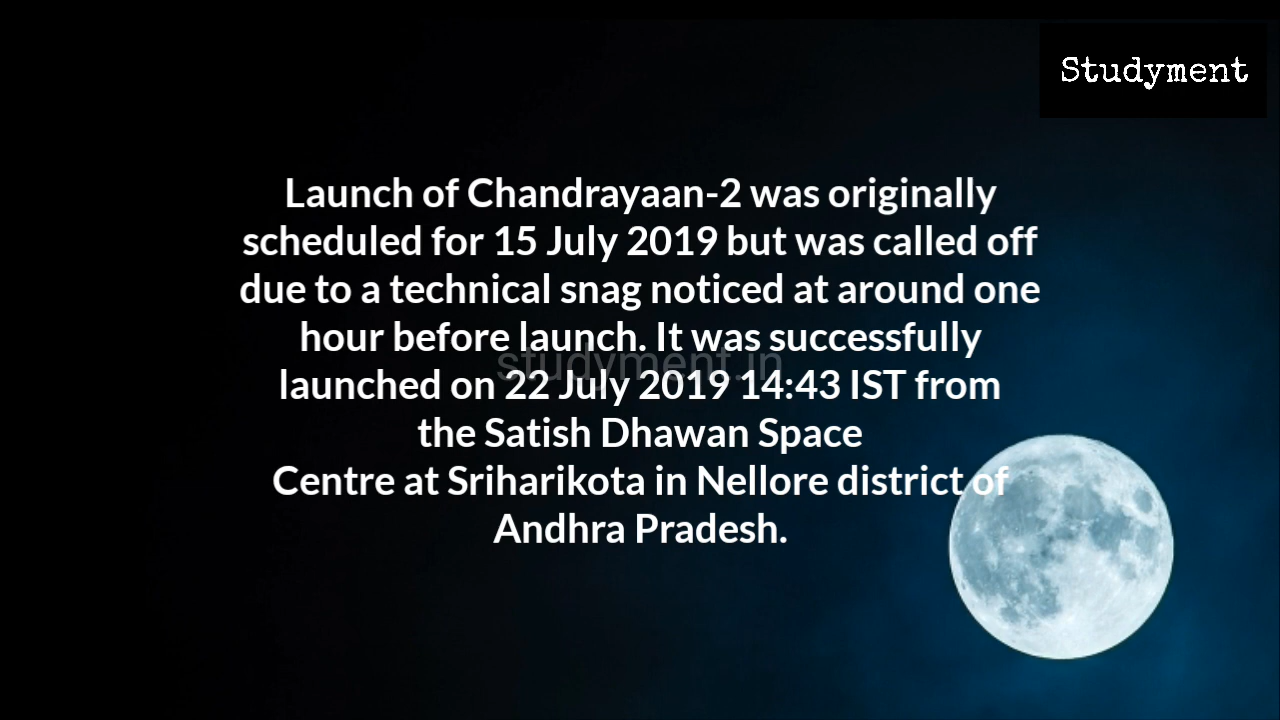 Studyment
Launch of Chandrayaan-2 was originally
scheduled for 15 July 2019 but was called off
due to a technical snag noticed at around one
hour before launch. It was successfully
studyment.in
launched on 22 July 2019 14:43 IST from
the Satish Dhawan Space
Centre at Sriharikota in Nellore district of
Andhra Pradesh.